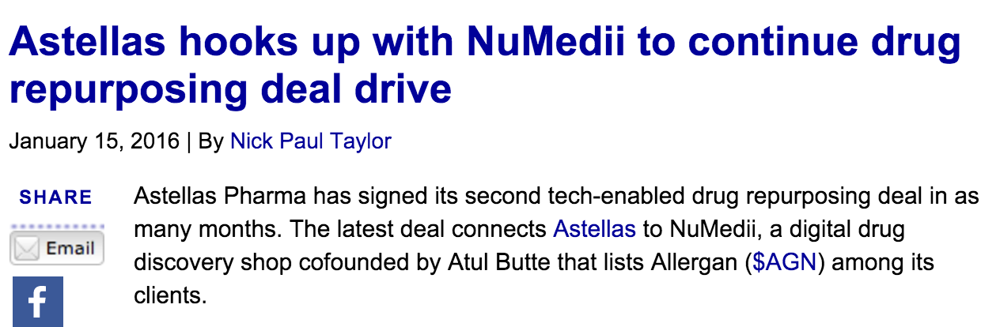 Astellas hooks up with NuMedii to continue drug
repurposing deal drive
January 15, 2016 | By Nick Paul Taylor
SHARE
Email
f
Astellas Pharma has signed its second tech-enabled drug repurposing deal in as
many months. The latest deal connects Astellas to NuMedii, a digital drug
discovery shop cofounded by Atul Butte that lists Allergan ($AGN) among its
clients.